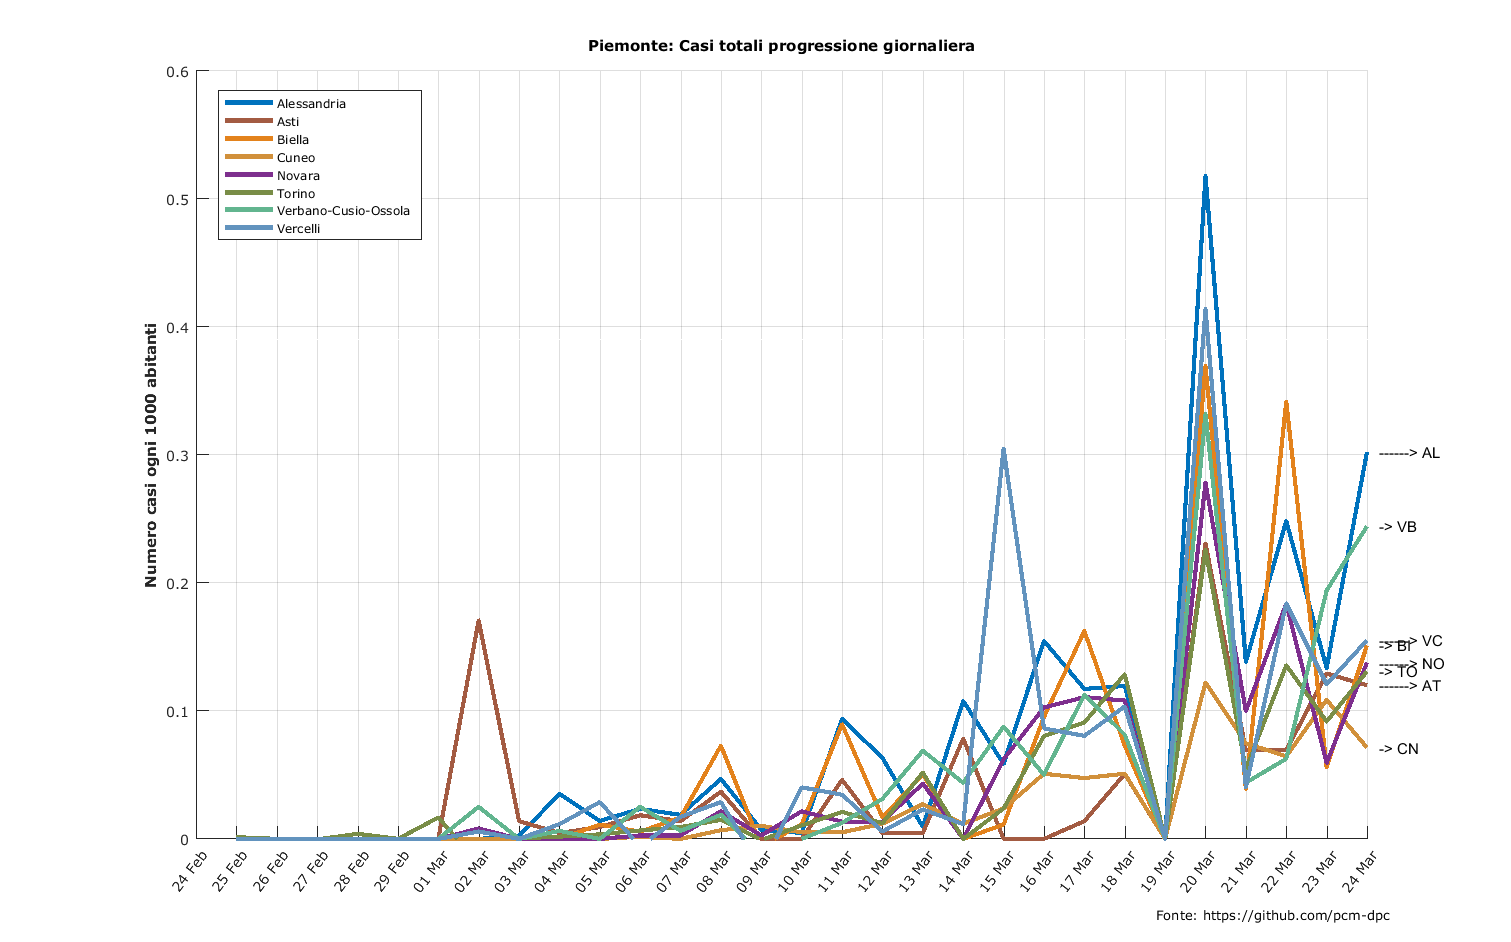 Piemonte: Casi totali progressione giornaliera
Numero casi ogni 1000 abitanti
0.6
0.5
0.4
0.3
0.2
0.1
0
Alessandria
Asti
Biella
Cuneo
Novara
Torino
Verbano-Cusio-Ossola
Vercelli
------> AL
-> VB
------> VC
-> BI
------> NO
-> TO
------> AT
-> CN
24 Feb
25 Feb
26 Feb
27 Feb
28 Feb
29 Feb
01 Mar
02 Mar
03 Mar
04 Mar
05 Mar
06 Mar
07 Mar
08 Mar
09 Mar
10 Mar
11 Mar
12 Mar
13 Mar
14 Mar
15 Mar
16 Mar
17 Mar
18 Mar
19 Mar
20 Mar
21 Mar
22 Mar
23 Mar
24 Mar
Fonte: https://github.com/pcm-dpc